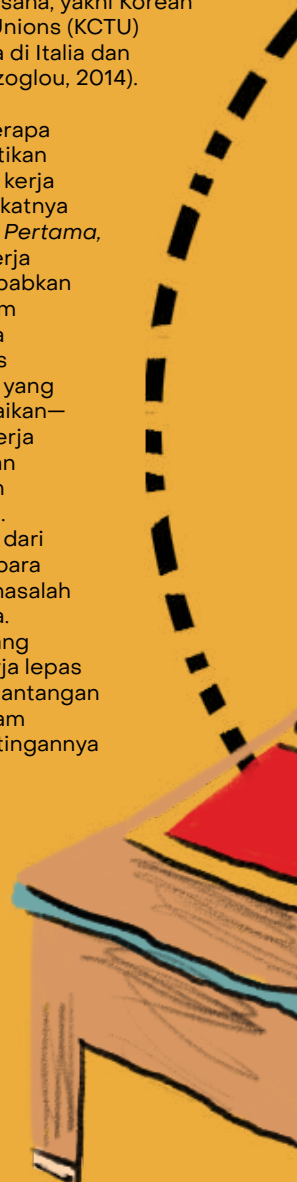 sana, yakni Korean
Unions (KCTU)
a di Italia dan
zoglou, 2014).
erapa
tikan
kerja
katnya
Pertama,
erja
babkan
m
a
s
yang
aikan—
erja
an
n
.
dari
para
nasalah
a.
ang
ja lepas
antangan
am
tingannya